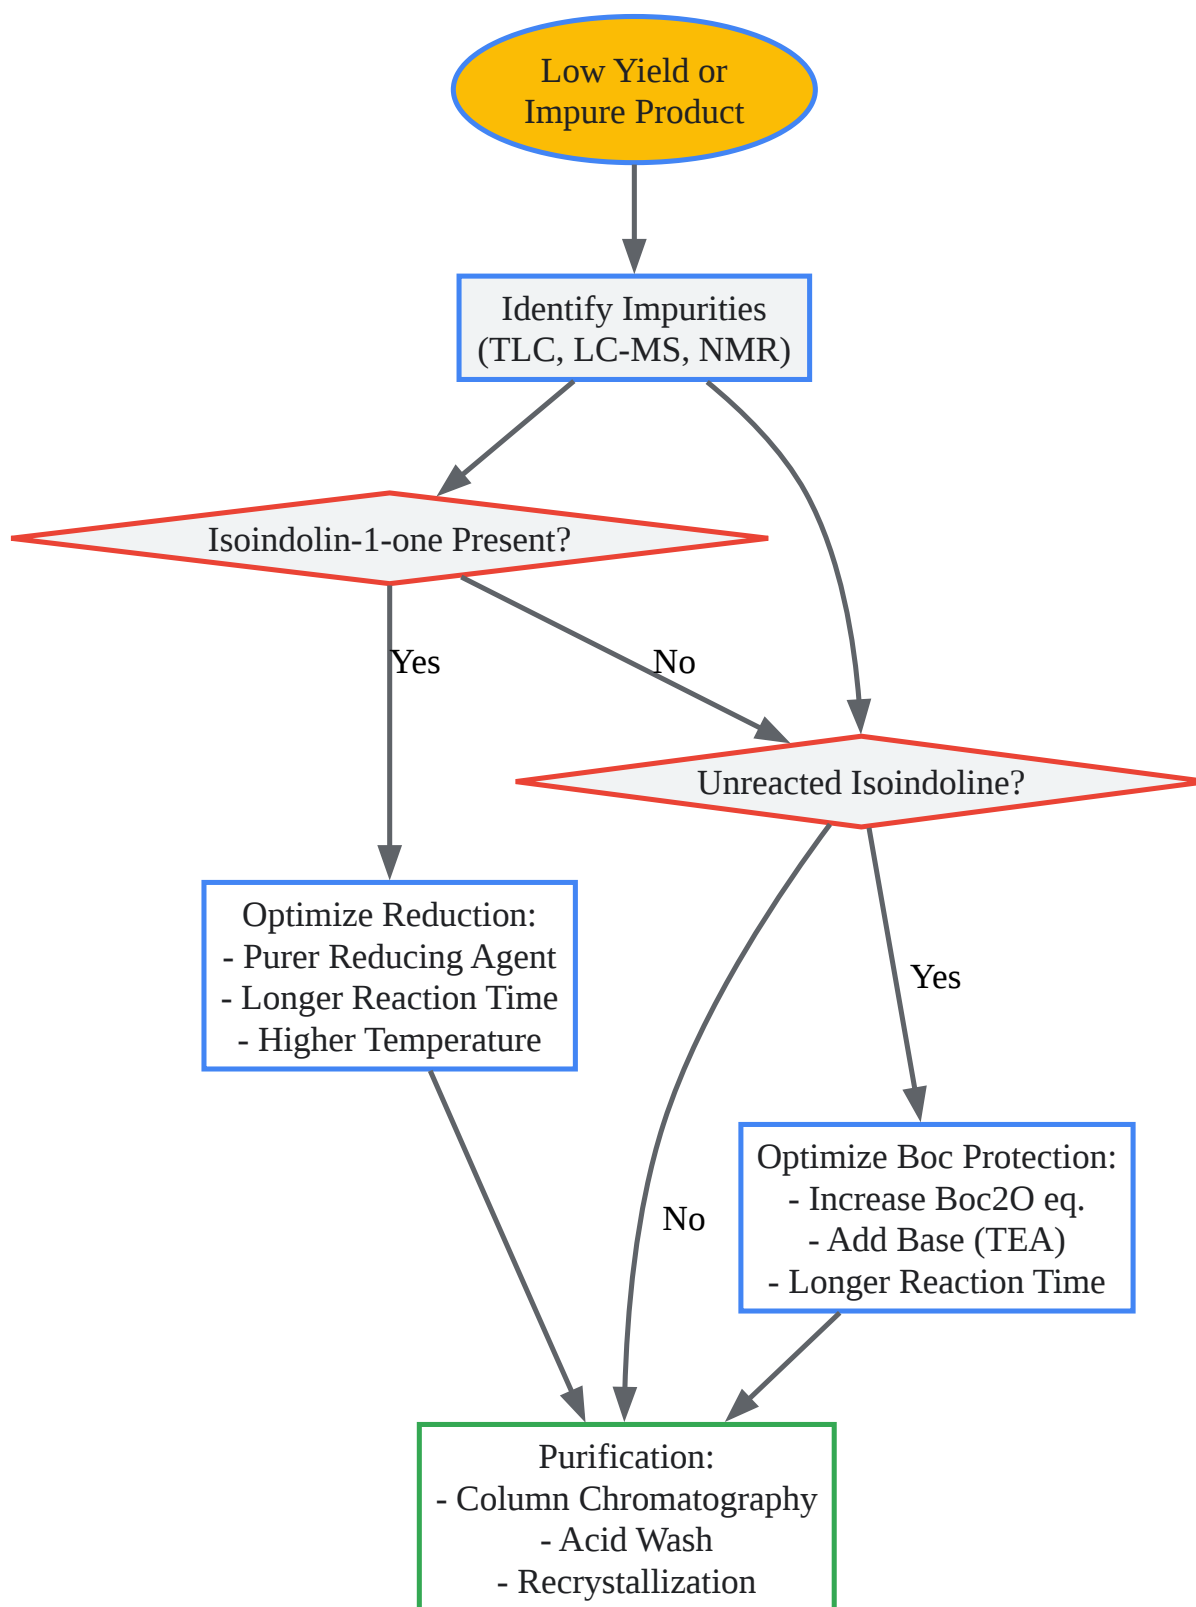 Low Yield or
Impure Product
Identify Impurities
(TLC, LC-MS, NMR)
Isoindolin-1-one Present?
Yes
No
Unreacted Isoindoline?
Optimize Reduction:
- Purer Reducing Agent
- Longer Reaction Time
- Higher Temperature
Yes
Optimize Boc Protection:
- Increase Boc2O eq.
- Add Base (TEA)
- Longer Reaction Time
No
Purification:
- Column Chromatography
- Acid Wash
- Recrystallization